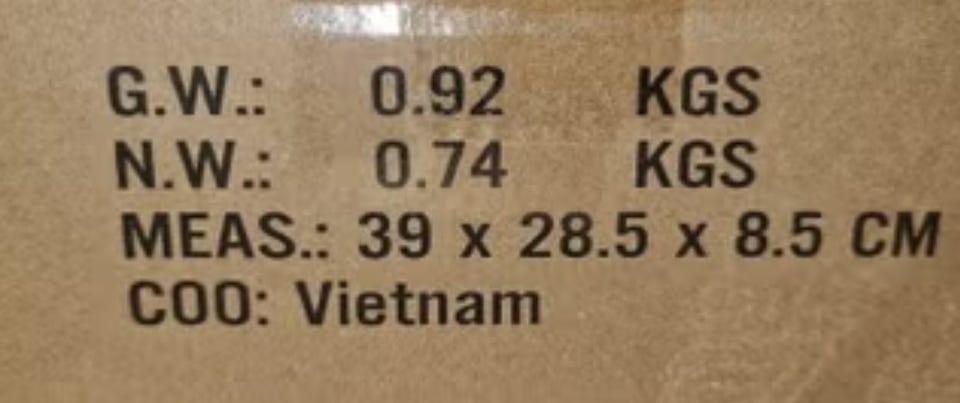 G.W.: 0.92 KGS
N.W.: 0.74 KGS
MEAS.: 39 x 28.5 x 8.5 CM
COO: Vietnam